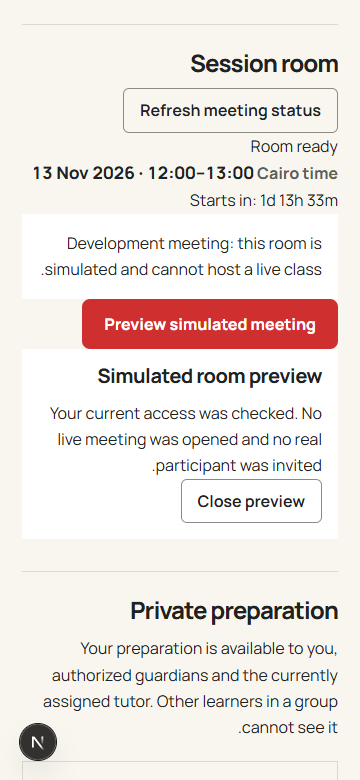 Session room
Refresh meeting status
Room ready
13 Nov 2026 · 12:00–13:00 Cairo time
Starts in: 1d 13h 33m
Development meeting: this room is
.simulated and cannot host a live class
Preview simulated meeting
Simulated room preview
Your current access was checked. No
live meeting was opened and no real
.participant was invited
Close preview
Private preparation
Your preparation is available to you,
authorized guardians and the currently
assigned tutor. Other learners in a group
.cannot see it
N